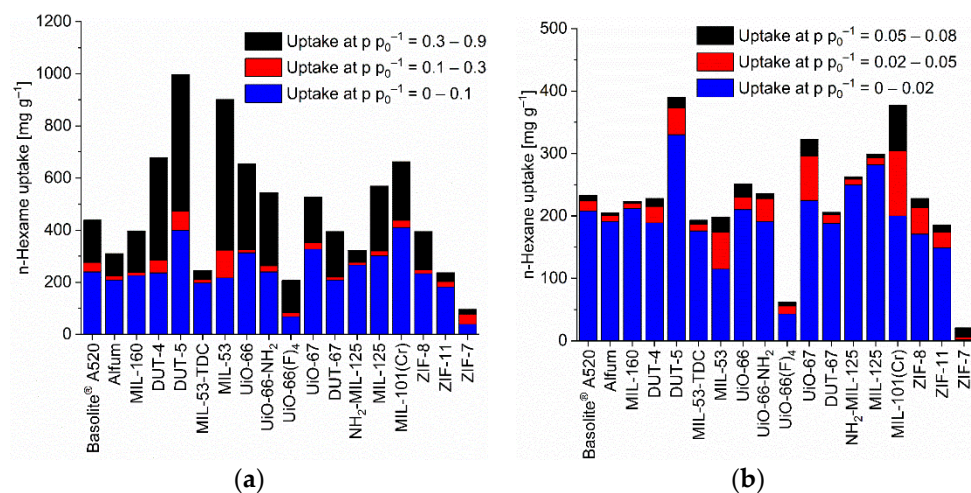 1200
1000
800
600
400
200
0
n-Hexane uptake [mg g⁻¹]
Uptake at p p₀⁻¹ = 0.3 – 0.9
Uptake at p p₀⁻¹ = 0.1 – 0.3
Uptake at p p₀⁻¹ = 0 – 0.1
Basolite® A520
Alfum
MIL-160
DUT-4
DUT-5
MIL-53-TDC
MIL-53
UiO-66
UiO-66-NH₂
UiO-66(F)₄
UiO-67
DUT-67
NH₂-MIL-125
MIL-125
MIL-101(Cr)
ZIF-8
ZIF-11
ZIF-7
(a)
500
400
300
200
100
0
n-Hexane uptake [mg g⁻¹]
Uptake at p p₀⁻¹ = 0.05 – 0.08
Uptake at p p₀⁻¹ = 0.02 – 0.05
Uptake at p p₀⁻¹ = 0 – 0.02
Basolite® A520
Alfum
MIL-160
DUT-4
DUT-5
MIL-53-TDC
MIL-53
UiO-66
UiO-66-NH₂
UiO-66(F)₄
UiO-67
DUT-67
NH₂-MIL-125
MIL-125
MIL-101(Cr)
ZIF-8
ZIF-11
ZIF-7
(b)